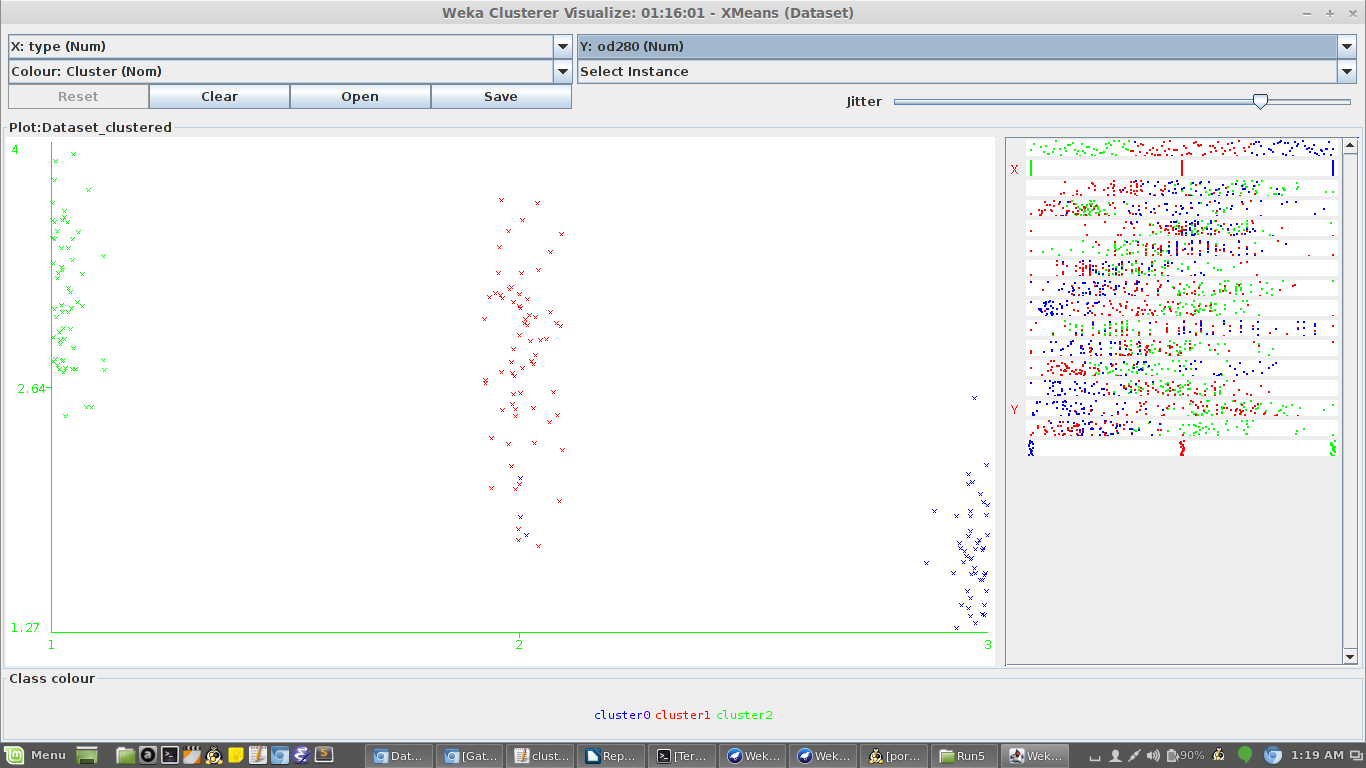 Weka Clusterer Visualize: 01:16:01 - XMeans (Dataset)
X: type (Num) Y: od280 (Num)
Colour: Cluster (Nom) Select Instance
Reset Clear Open Save Jitter
Plot:Dataset_clustered
4
X
2.64
Y
1.27
1 2 3
Class colour
cluster0 cluster1 cluster2
Menu Dat... [Gat... clust... Rep... [Ter... Wek... Wek... [por... Run5 Wek... 90% 1:19 AM